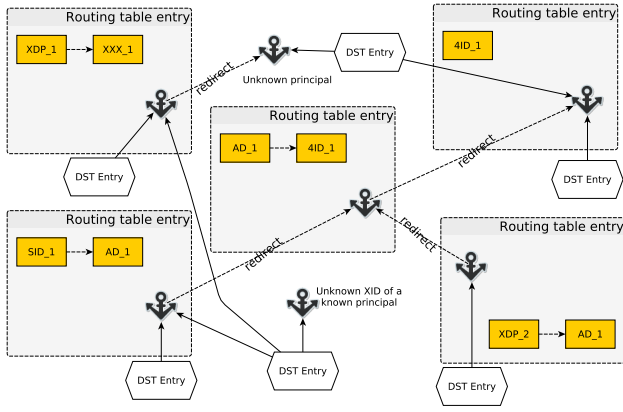 Routing table entry
XDP_1
XXX_1
redirect
Unknown principal
DST Entry
Routing table entry
4ID_1
DST Entry
Routing table entry
AD_1
4ID_1
redirect
DST Entry
Routing table entry
SID_1
AD_1
redirect
redirect
Routing table entry
XDP_2
AD_1
Unknown XID of a
known principal
DST Entry
DST Entry
DST Entry